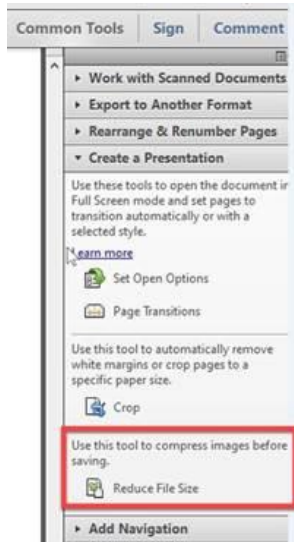 Common Tools Sign Comment
Work with Scanned Documents
Export to Another Format
Rearrange & Renumber Pages
Create a Presentation
Use these tools to open the document in
Full Screen mode and set pages to
transition automatically or with a
selected style.
Learn more
Set Open Options
Page Transitions
Use this tool to automatically remove
white margins or crop pages to a
specific paper size.
Crop
Use this tool to compress images before
saving.
Reduce File Size
Add Navigation